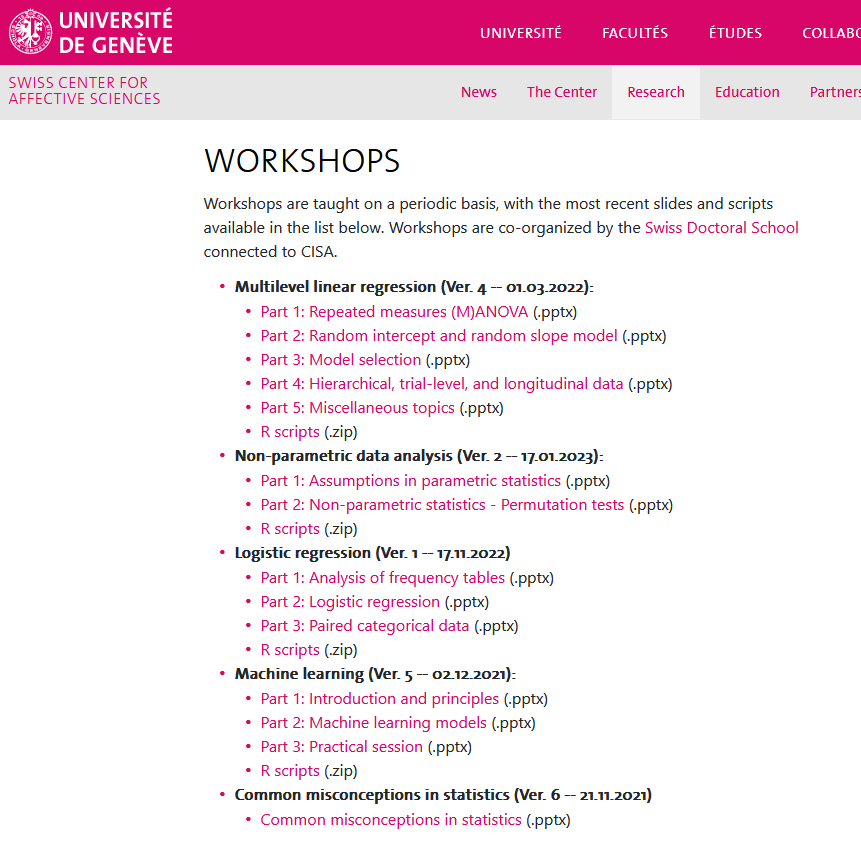 UNIVERSITÉ
DE GENÈVE
UNIVERSITÉ FACULTÉS ÉTUDES COLLABO
SWISS CENTER FOR
AFFECTIVE SCIENCES
News The Center Research Education Partners
WORKSHOPS
Workshops are taught on a periodic basis, with the most recent slides and scripts
available in the list below. Workshops are co-organized by the Swiss Doctoral School
connected to CISA.
• Multilevel linear regression (Ver. 4 -- 01.03.2022):
• Part 1: Repeated measures (M)ANOVA (.pptx)
• Part 2: Random intercept and random slope model (.pptx)
• Part 3: Model selection (.pptx)
• Part 4: Hierarchical, trial-level, and longitudinal data (.pptx)
• Part 5: Miscellaneous topics (.pptx)
• R scripts (.zip)
• Non-parametric data analysis (Ver. 2 -- 17.01.2023):
• Part 1: Assumptions in parametric statistics (.pptx)
• Part 2: Non-parametric statistics - Permutation tests (.pptx)
• R scripts (.zip)
• Logistic regression (Ver. 1 -- 17.11.2022)
• Part 1: Analysis of frequency tables (.pptx)
• Part 2: Logistic regression (.pptx)
• Part 3: Paired categorical data (.pptx)
• R scripts (.zip)
• Machine learning (Ver. 5 -- 02.12.2021):
• Part 1: Introduction and principles (.pptx)
• Part 2: Machine learning models (.pptx)
• Part 3: Practical session (.pptx)
• R scripts (.zip)
• Common misconceptions in statistics (Ver. 6 -- 21.11.2021)
• Common misconceptions in statistics (.pptx)